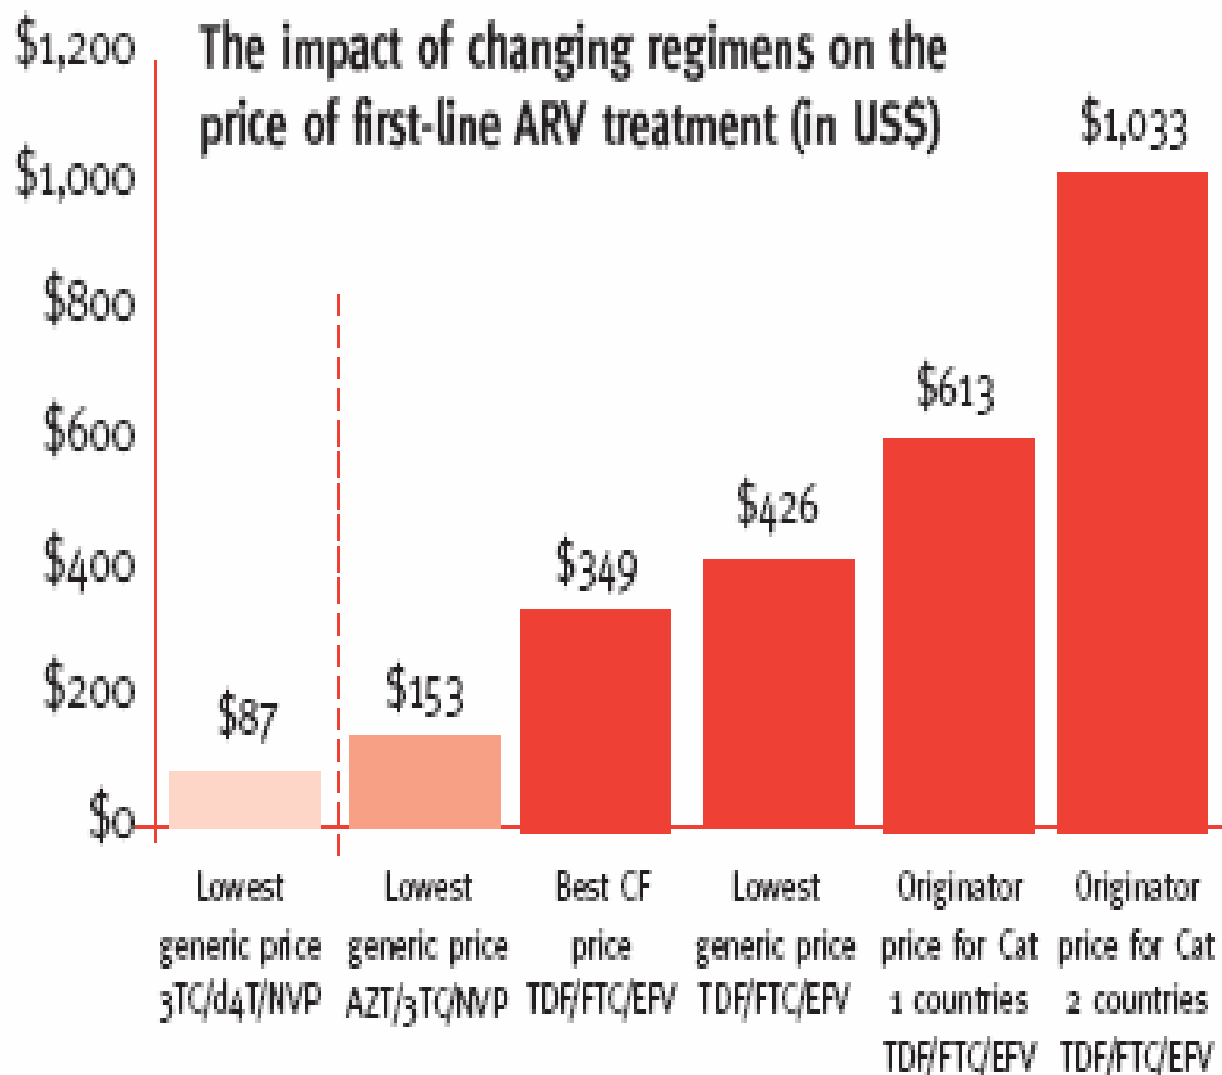 The impact of changing regimens on the
price of first-line ARV treatment (in US$)
$1,200
$1,000
$800
$600
$400
$200
$0
$87
$153
$349
$426
$613
$1,033
Lowest
generic price
3TC/d4T/NVP
Lowest
generic price
AZT/3TC/NVP
Best CF
price
TDF/FTC/EFV
Lowest
generic price
TDF/FTC/EFV
Originator
price for Cat
1 countries
TDF/FTC/EFV
Originator
price for Cat
2 countries
TDF/FTC/EFV